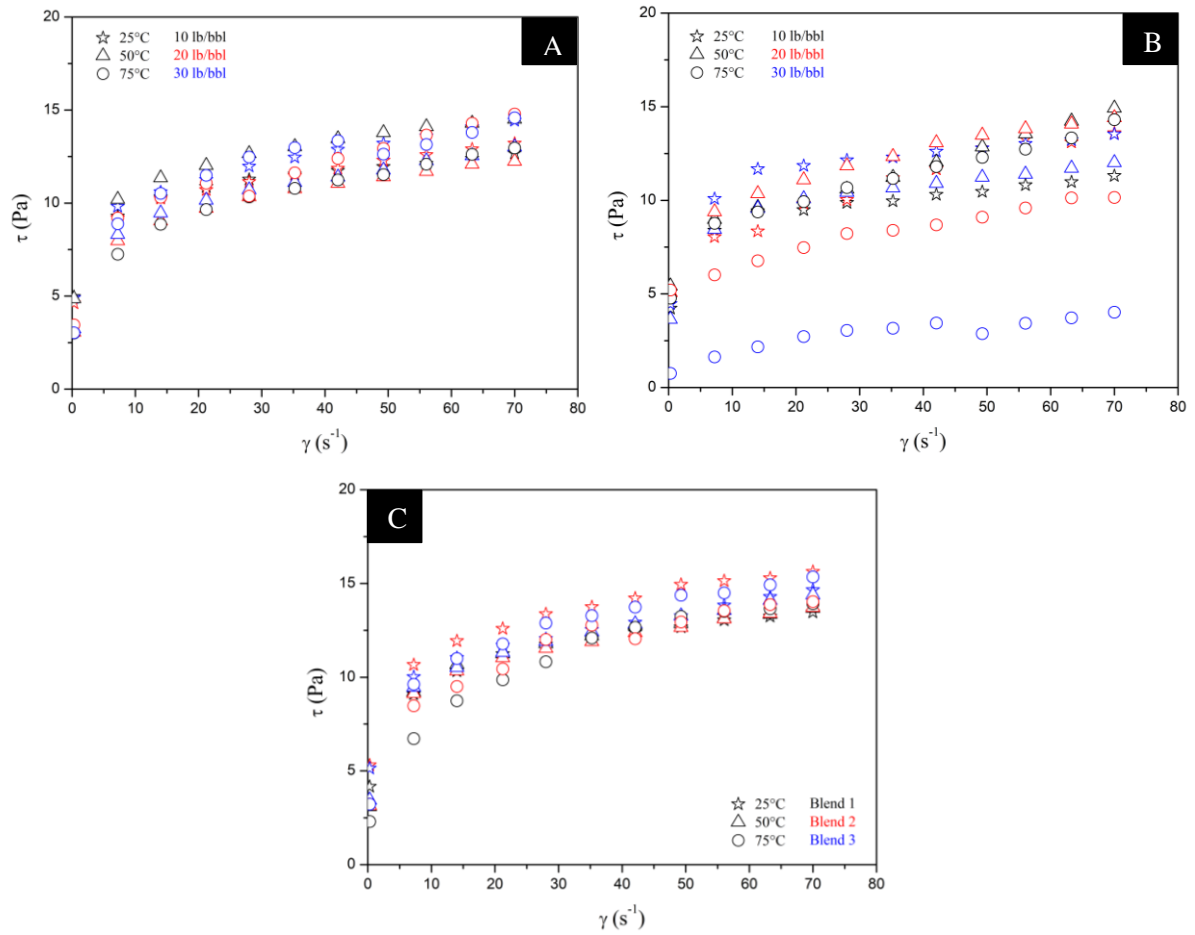 A
25°C 10 lb/bbl
50°C 20 lb/bbl
75°C 30 lb/bbl
20
15
10
5
0
τ (Pa)
0 10 20 30 40 50 60 70 80
γ (s⁻¹)
B
25°C 10 lb/bbl
50°C 20 lb/bbl
75°C 30 lb/bbl
20
15
10
5
0
τ (Pa)
0 10 20 30 40 50 60 70 80
γ (s⁻¹)
C
20
15
10
5
0
τ (Pa)
25°C Blend 1
50°C Blend 2
75°C Blend 3
0 10 20 30 40 50 60 70 80
γ (s⁻¹)